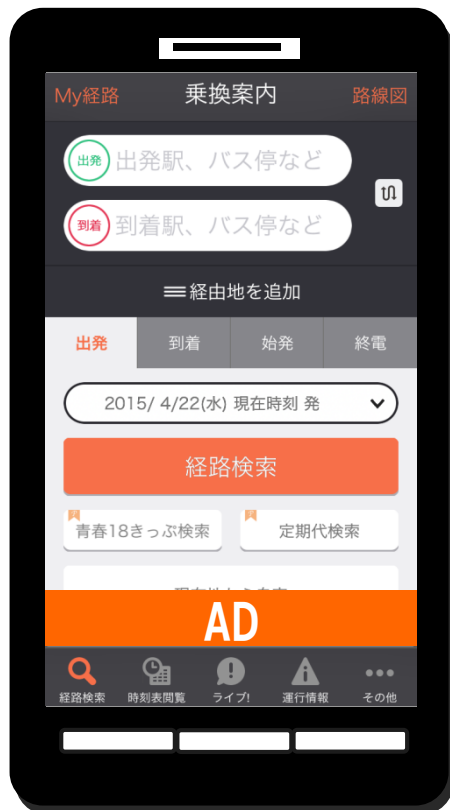 My経路 乗換案内 路線図
出発 出発駅、バス停など
到着 到着駅、バス停など
経由地を追加
出発 到着 始発 終電
2015/ 4/22(水) 現在時刻 発
経路検索
青春18きっぷ検索 定期代検索
AD
経路検索 時刻表閲覧 ライブ! 運行情報 その他